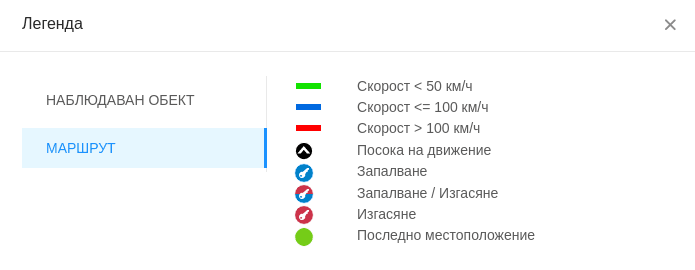 Легенда
НАБЛЮДАВАН ОБЕКТ
МАРШРУТ
Скорост < 50 км/ч
Скорост <= 100 км/ч
Скорост > 100 км/ч
Посока на движение
Запалване
Запалване / Изгасяне
Изгасяне
Последно местоположение